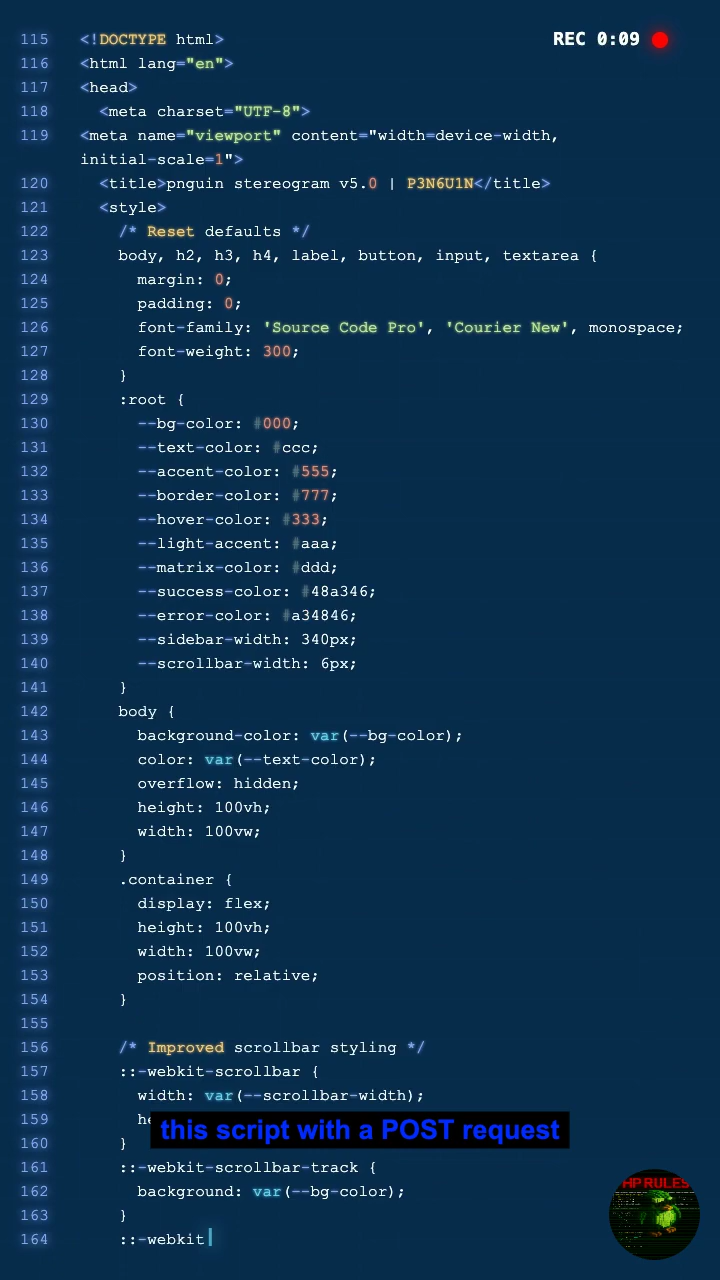 REC 0:09
115 <!DOCTYPE html>
116 <html lang="en">
117 <head>
118 <meta charset="UTF-8">
119 <meta name="viewport" content="width=device-width,
initial-scale=1">
120 <title>pnguin stereogram v5.0 | P3N6U1N</title>
121 <style>
122 /* Reset defaults */
123 body, h2, h3, h4, label, button, input, textarea {
124 margin: 0;
125 padding: 0;
126 font-family: 'Source Code Pro', 'Courier New', monospace;
127 font-weight: 300;
128 }
129 :root {
130 --bg-color: #000;
131 --text-color: #ccc;
132 --accent-color: #555;
133 --border-color: #777;
134 --hover-color: #333;
135 --light-accent: #aaa;
136 --matrix-color: #ddd;
137 --success-color: #48a346;
138 --error-color: #a34846;
139 --sidebar-width: 340px;
140 --scrollbar-width: 6px;
141 }
142 body {
143 background-color: var(--bg-color);
144 color: var(--text-color);
145 overflow: hidden;
146 height: 100vh;
147 width: 100vw;
148 }
149 .container {
150 display: flex;
151 height: 100vh;
152 width: 100vw;
153 position: relative;
154 }
155
156 /* Improved scrollbar styling */
157 ::-webkit-scrollbar {
158 width: var(--scrollbar-width);
159
this script with a POST request
160 }
161 ::-webkit-scrollbar-track {
162 background: var(--bg-color);
163 }
164 ::-webkit
HP RULES